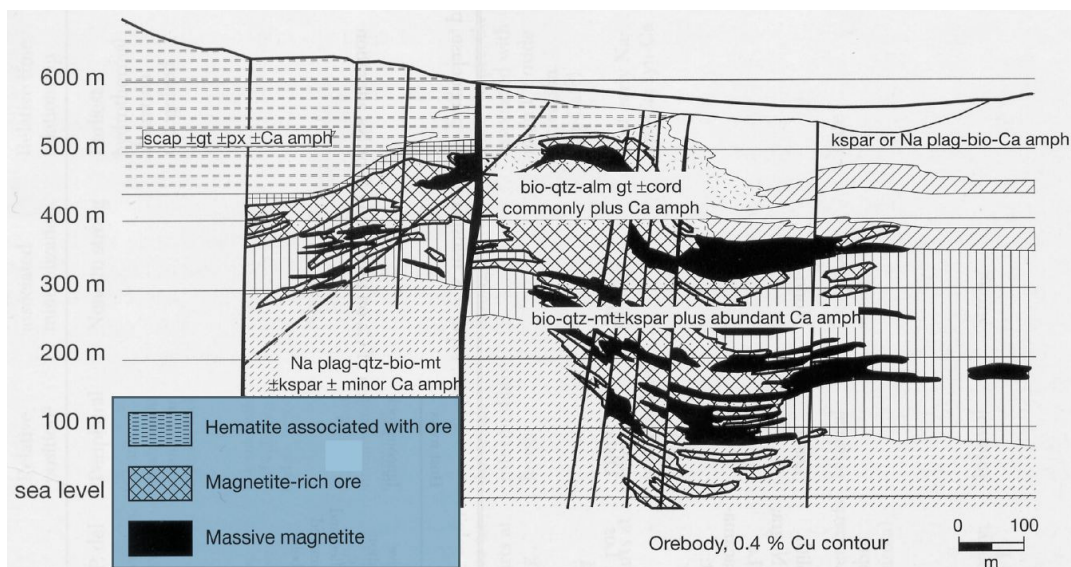 600 m
scap ±gt ±px ±Ca amph
kspar or Na plag-bio-Ca amph
500 m
bio-qtz-alm gt ±cord
commonly plus Ca amph
400 m
300 m
bio-qtz-mt±kspar plus abundant Ca amph
200 m
Na plag-qtz-bio-mt
±kspar ± minor Ca amph
100 m
Hematite associated with ore
sea level
Magnetite-rich ore
Massive magnetite
Orebody, 0.4 % Cu contour
0 100
m